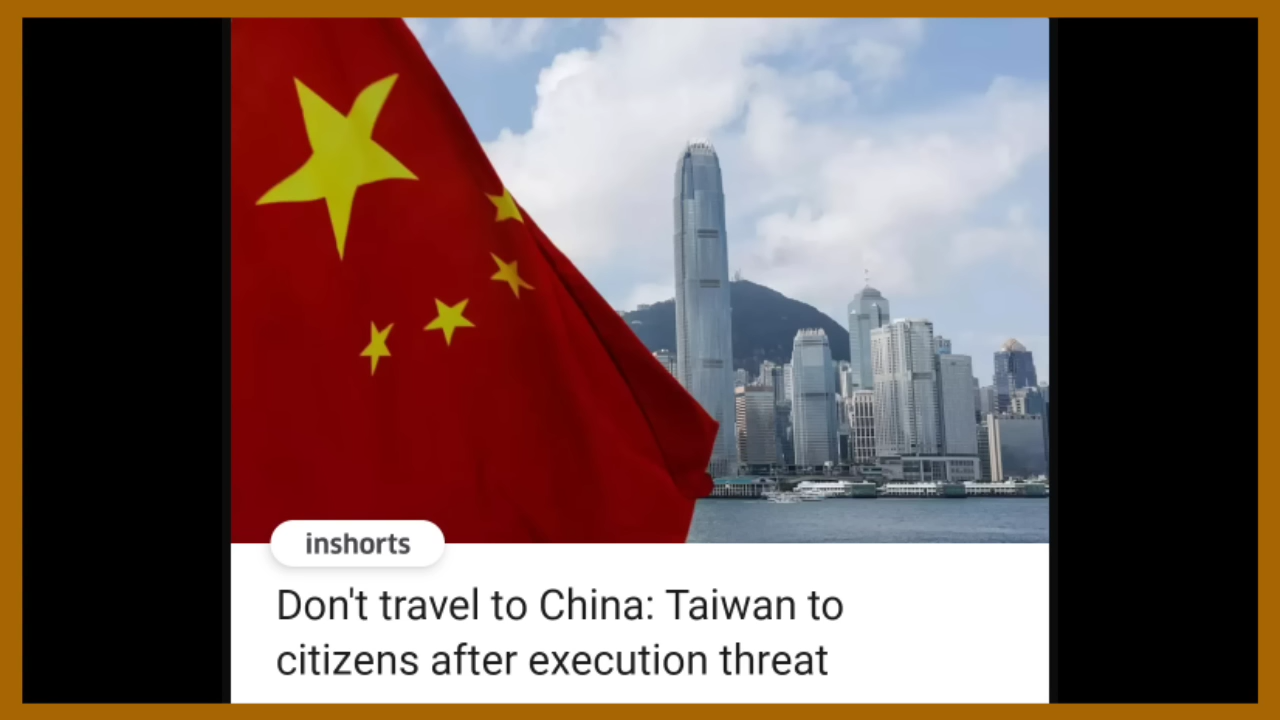 inshorts
Don't travel to China: Taiwan to
citizens after execution threat